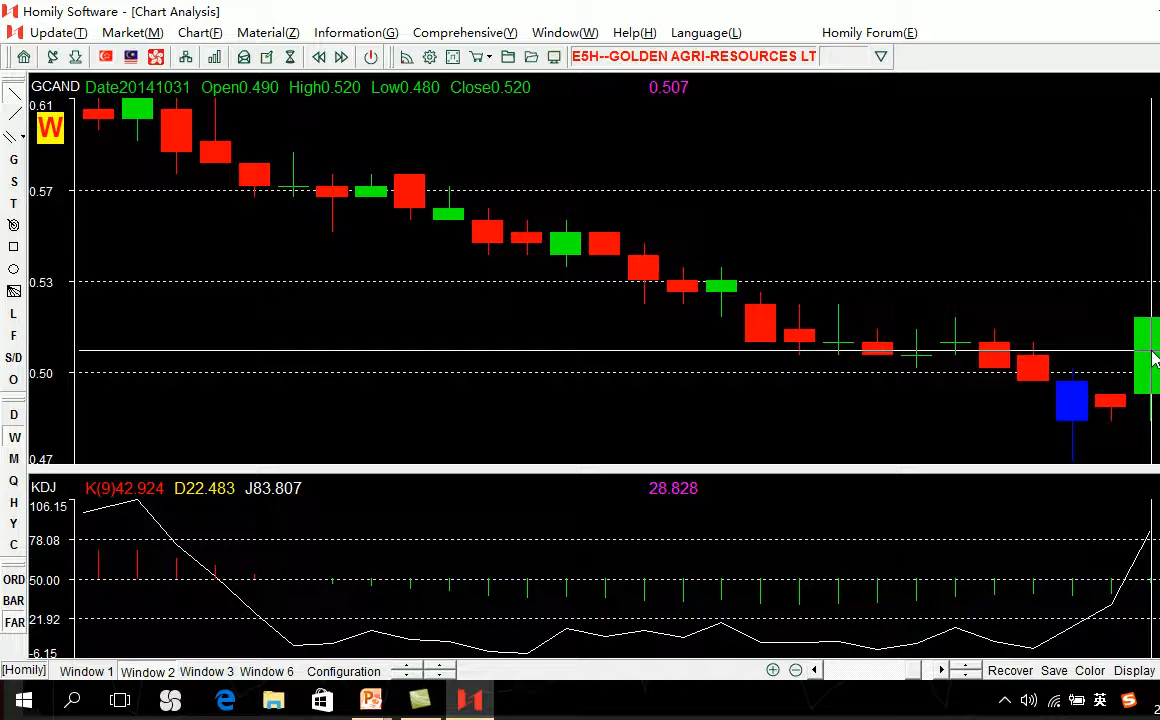 Homily Software - [Chart Analysis]
Update(T) Market(M) Chart(F) Material(Z) Information(G) Comprehensive(Y) Window(W) Help(H) Language(L) Homily Forum(E)
E5H--GOLDEN AGRI-RESOURCES LT
GCAND Date20141031 Open0.490 High0.520 Low0.480 Close0.520 0.507
0.61
W
0.57
0.53
0.50
0.47
G
S
T
L
F
S/D
O
D
W
M
Q
H
Y
C
ORD
BAR
FAR
KDJ K(9)42.924 D22.483 J83.807 28.828
106.15
78.08
50.00
21.92
-6.15
[Homily] Window 1 Window 2 Window 3 Window 6 Configuration Recover Save Color Display
英
2